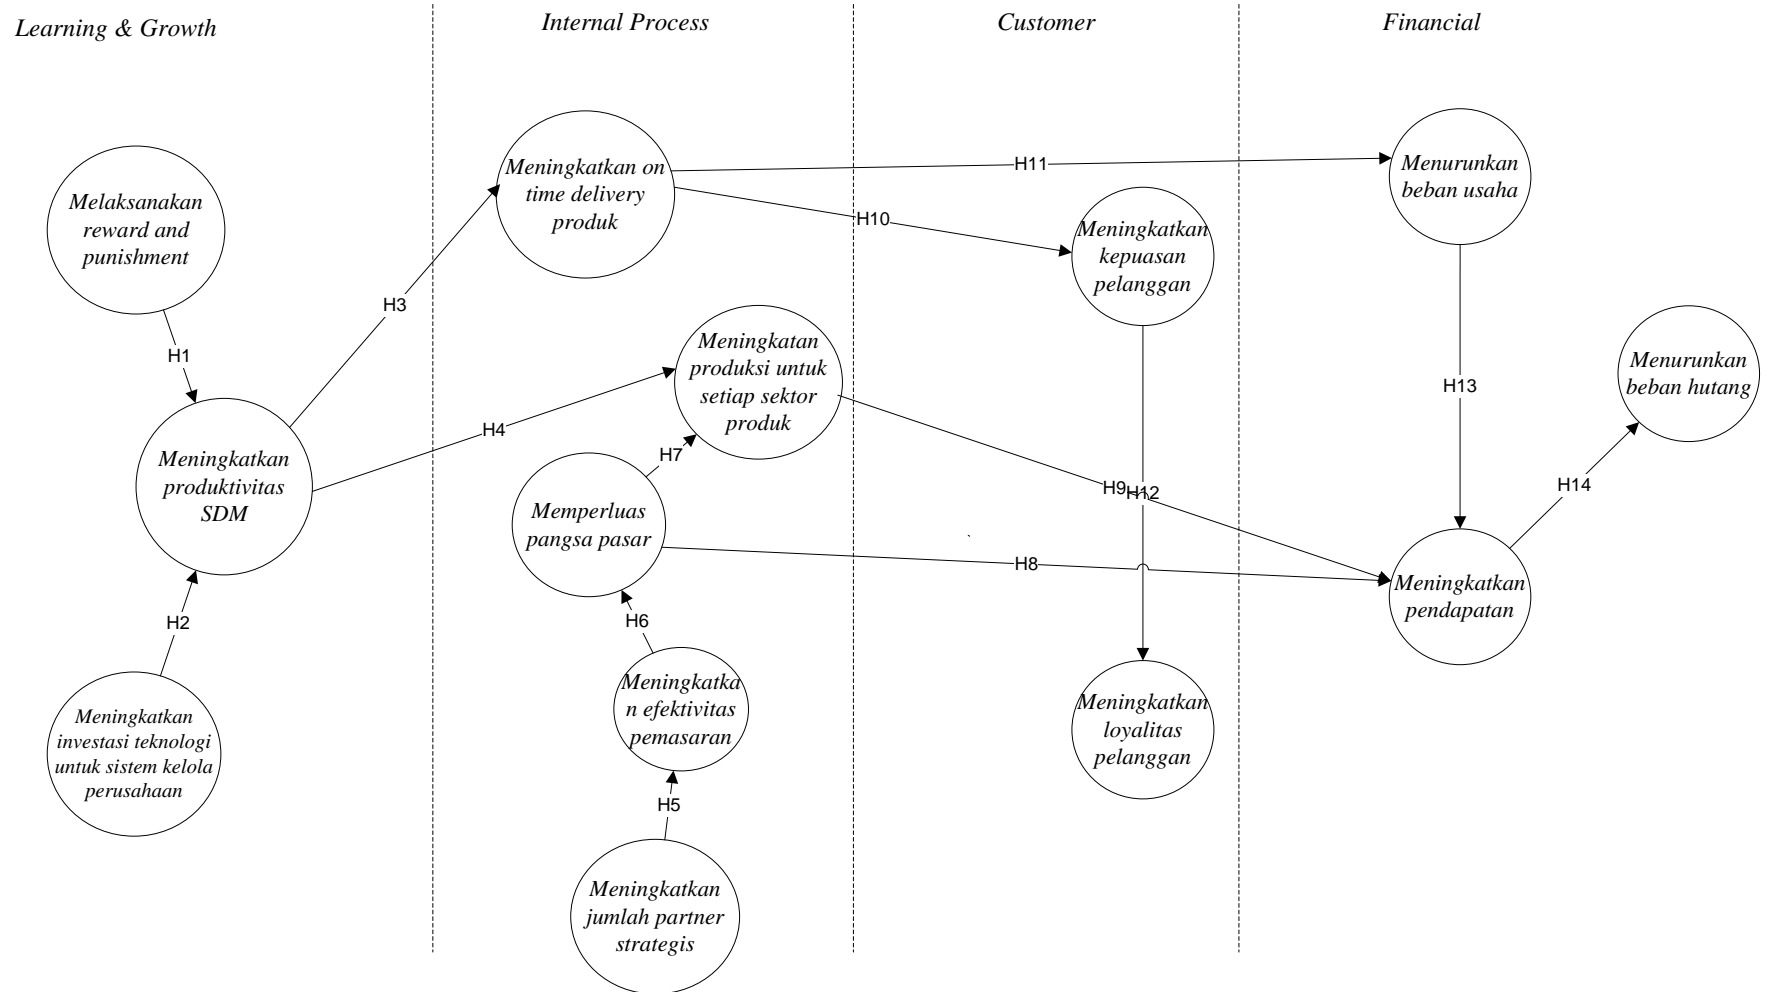 Learning & Growth
Internal Process
Customer
Financial
Melaksanakan
reward and
punishment
H1
Meningkatkan
produktivitas
SDM
H2
Meningkatkan
investasi teknologi
untuk sistem kelola
perusahaan
H3
H4
Meningkatkan on
time delivery
produk
Meningkatan
produksi untuk
setiap sektor
produk
H7
Memperluas
pangsa pasar
H6
Meningkatka
n efektivitas
pemasaran
H5
Meningkatkan
jumlah partner
strategis
H11
H10
Meningkatkan
kepuasan
pelanggan
H9
H12
H8
Meningkatkan
loyalitas
pelanggan
Menurunkan
beban usaha
H13
Meningkatkan
pendapatan
H14
Menurunkan
beban hutang